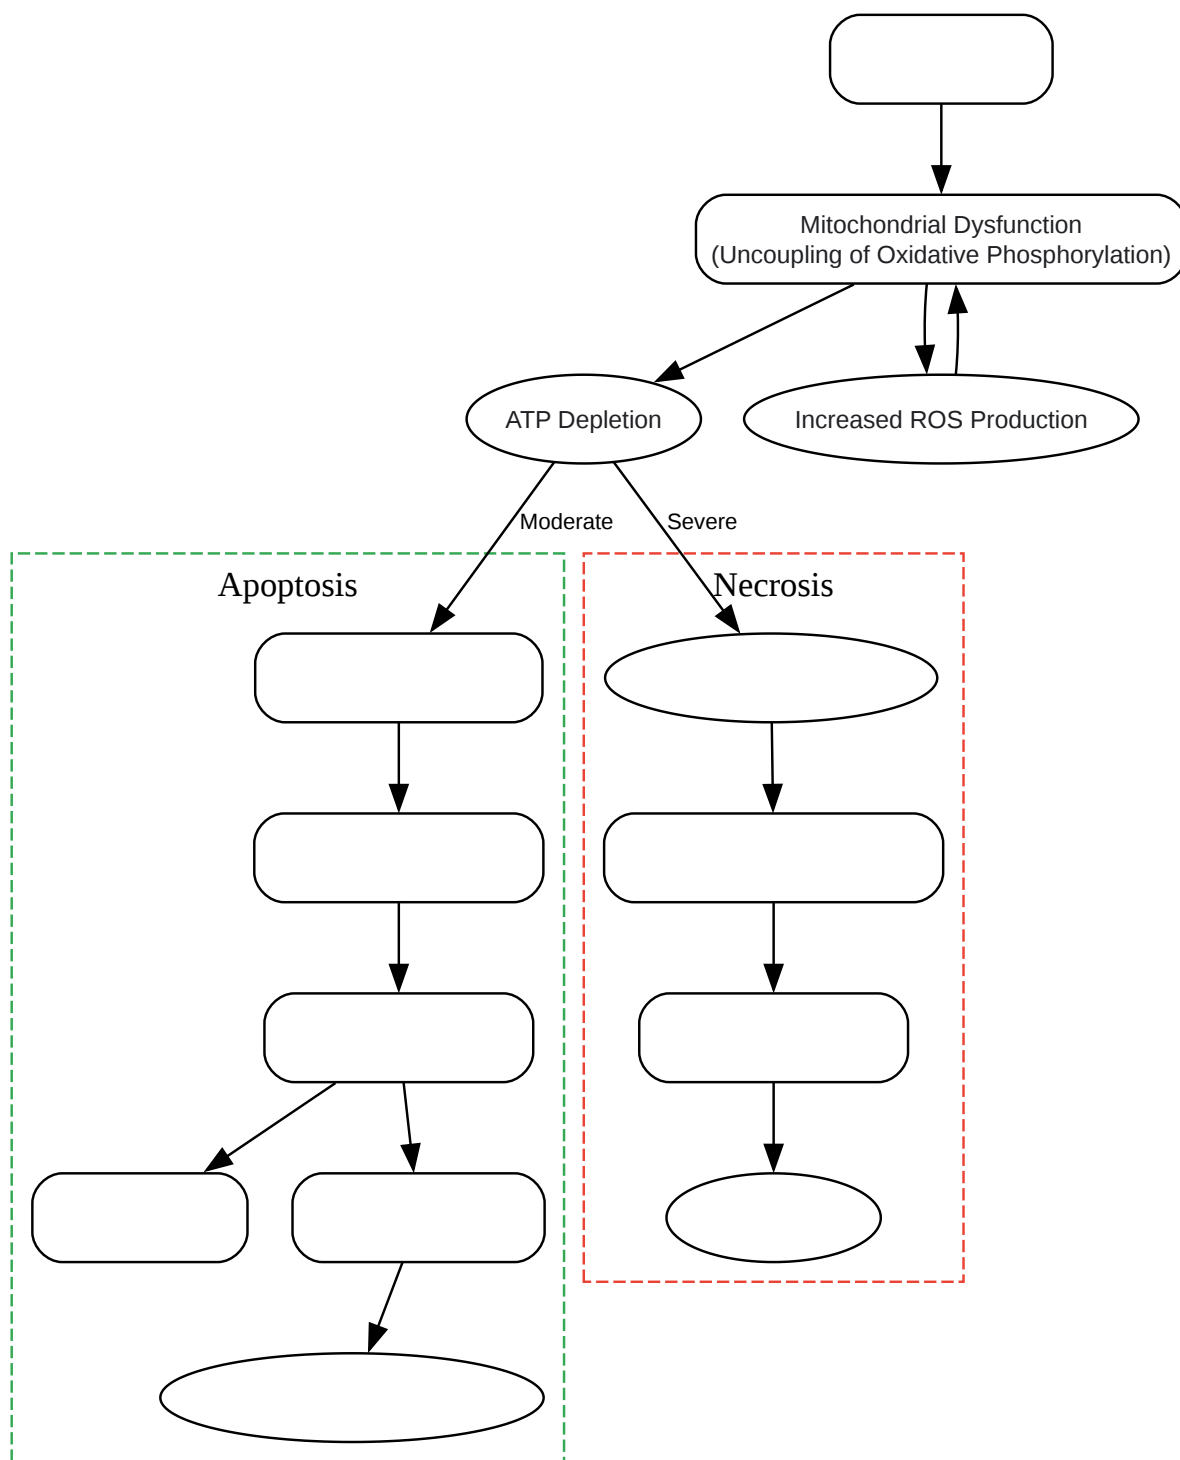 Mitochondrial Dysfunction
(Uncoupling of Oxidative Phosphorylation)
ATP Depletion
Increased ROS Production
Moderate
Severe
Apoptosis
Necrosis